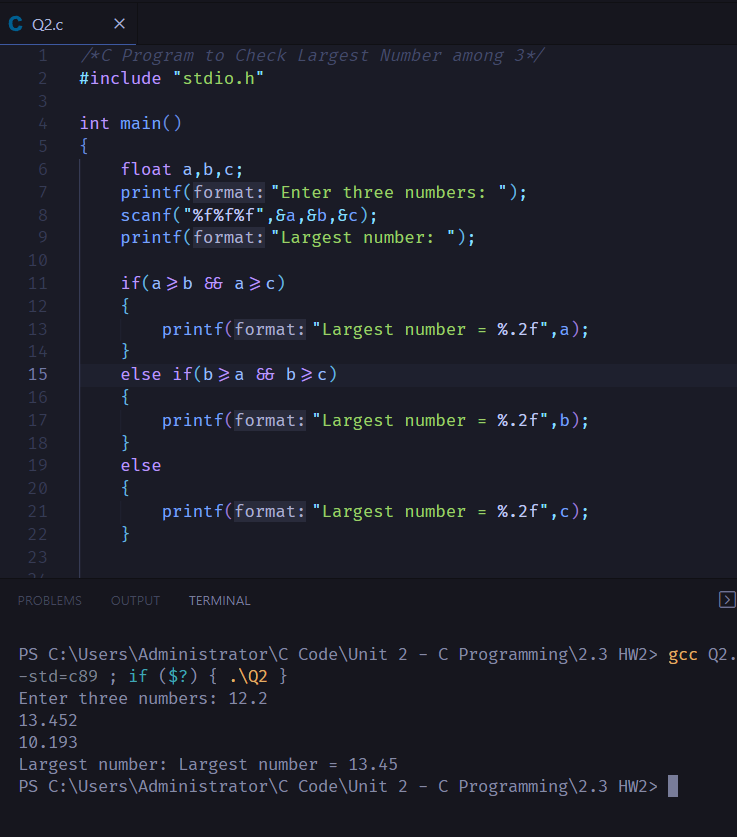 C Q2.c ×
1 /*C Program to Check Largest Number among 3*/
2 #include "stdio.h"
3
4 int main()
5 {
6 float a,b,c;
7 printf(format: "Enter three numbers: ");
8 scanf("%f%f%f",&a,&b,&c);
9 printf(format: "Largest number: ");
10
11 if(a>=b && a>=c)
12 {
13 printf(format: "Largest number = %.2f",a);
14 }
15 else if(b>=a && b>=c)
16 {
17 printf(format: "Largest number = %.2f",b);
18 }
19 else
20 {
21 printf(format: "Largest number = %.2f",c);
22 }
23
PROBLEMS OUTPUT TERMINAL
PS C:\Users\Administrator\C Code\Unit 2 - C Programming\2.3 HW2> gcc Q2.
-std=c89 ; if ($?) { .\Q2 }
Enter three numbers: 12.2
13.452
10.193
Largest number: Largest number = 13.45
PS C:\Users\Administrator\C Code\Unit 2 - C Programming\2.3 HW2>